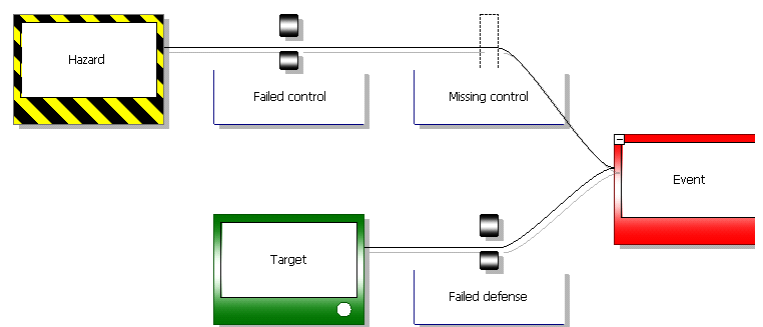 Hazard
Failed control
Missing control
Event
Target
Failed defense